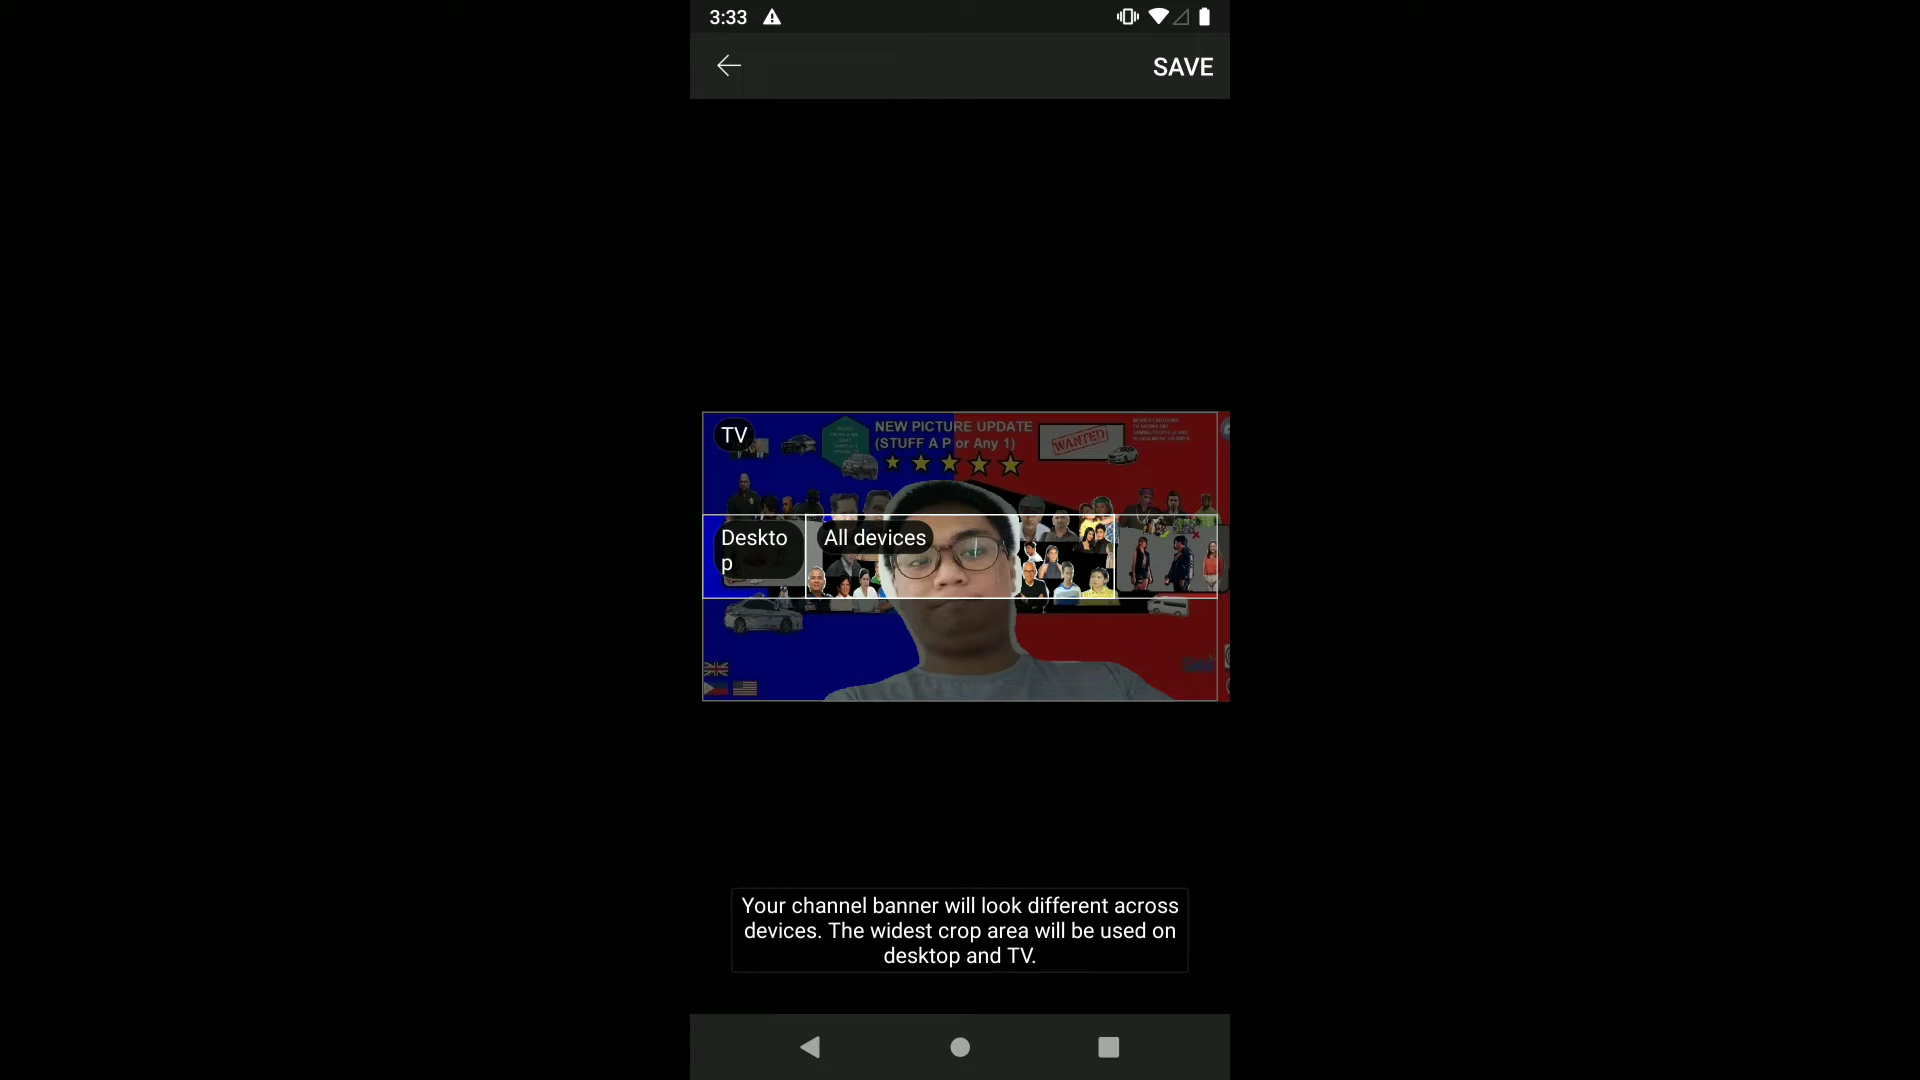 3:33
SAVE
TV
NEW PICTURE UPDATE
(STUFF A P or Any 1)
WANTED
Deskto
p
All devices
Your channel banner will look different across
devices. The widest crop area will be used on
desktop and TV.